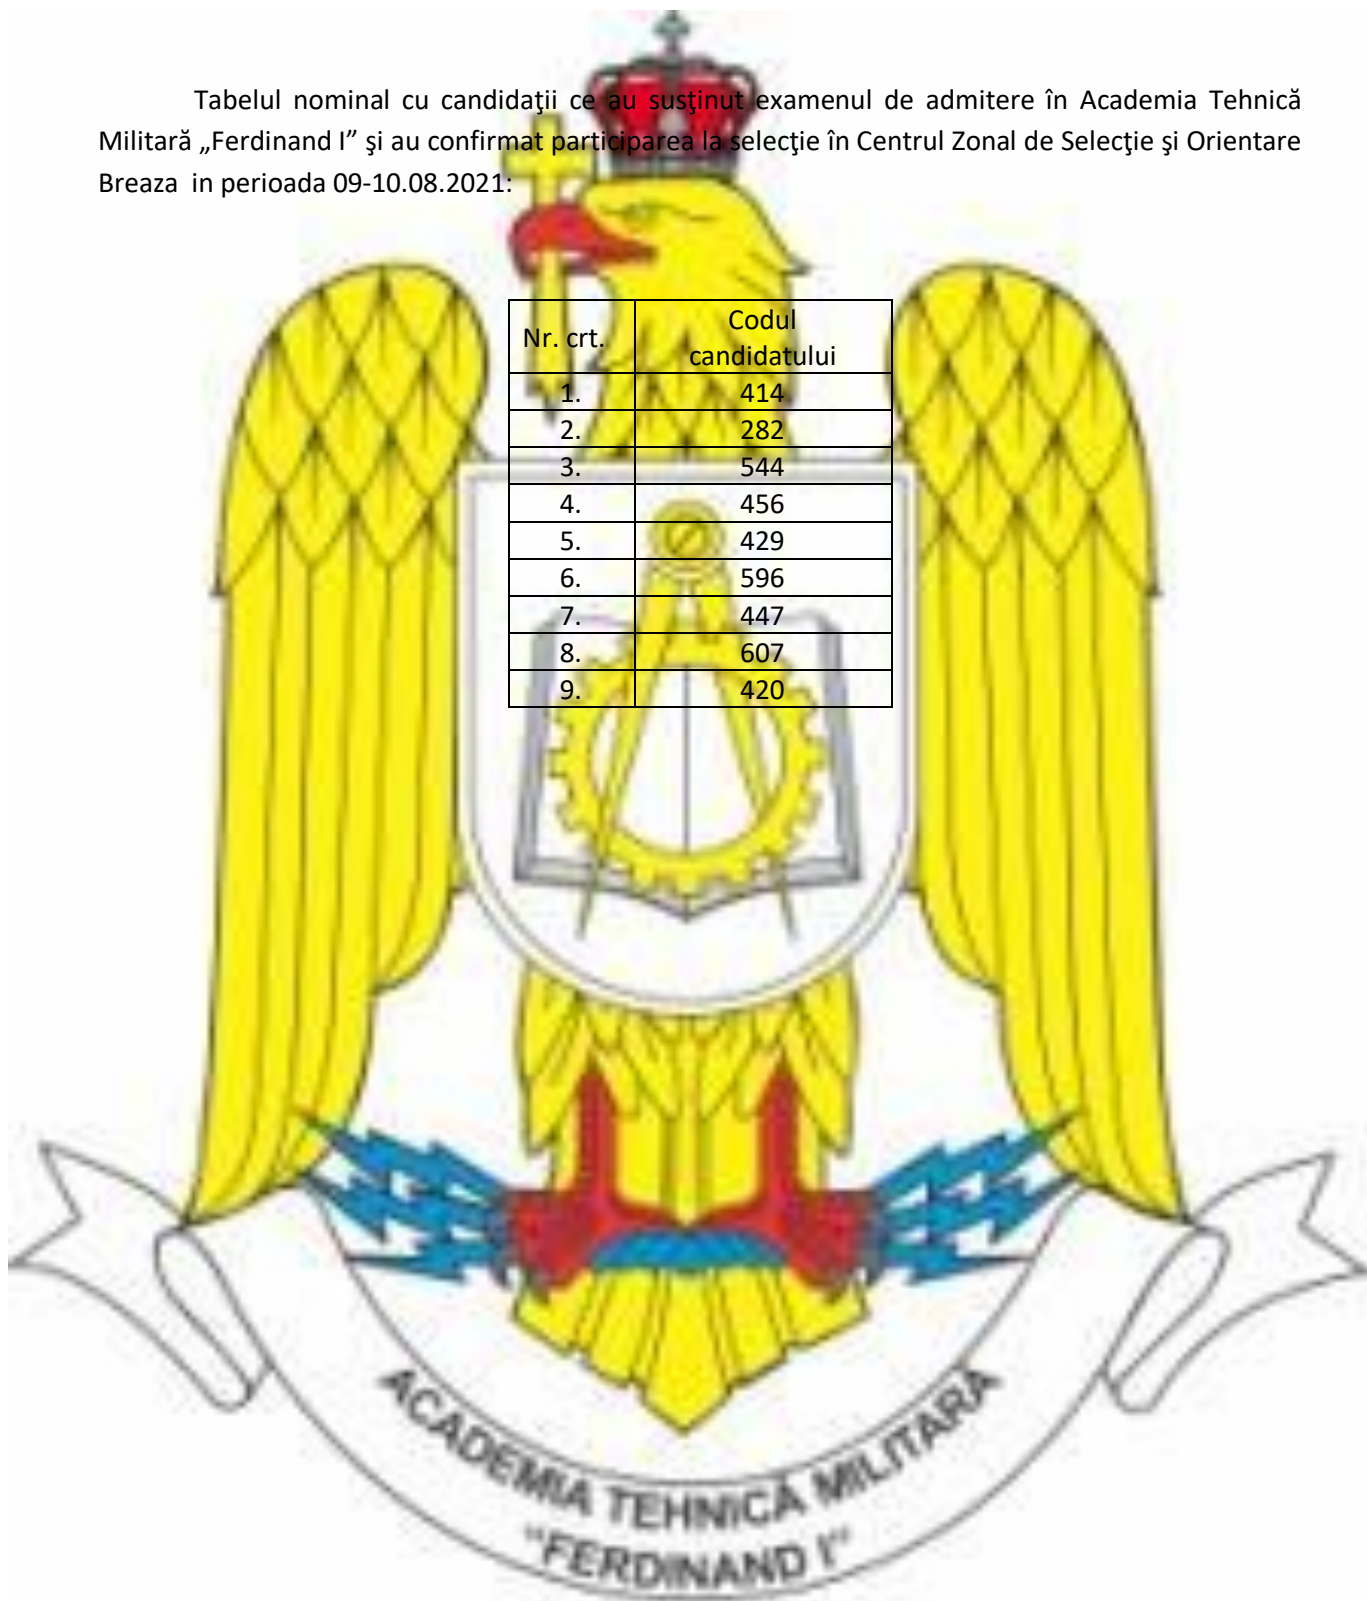 Tabelul nominal cu candidaţii ce au susţinut examenul de admitere în Academia Tehnică
Militară „Ferdinand I” şi au confirmat participarea la selecţie în Centrul Zonal de Selecţie şi Orientare
Breaza in perioada 09-10.08.2021:
Nr. crt. Codul candidatului
1. 414
2. 282
3. 544
4. 456
5. 429
6. 596
7. 447
8. 607
9. 420
ACADEMIA TEHNICĂ MILITARĂ
"FERDINAND I"